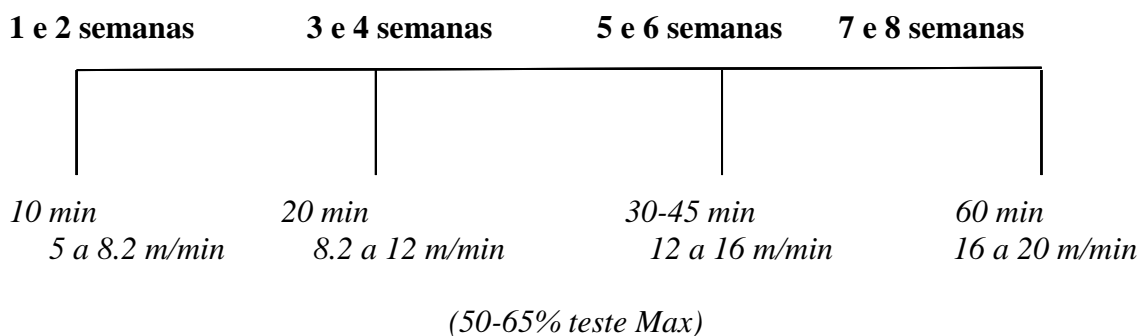 1 e 2 semanas 3 e 4 semanas 5 e 6 semanas 7 e 8 semanas
10 min 20 min 30-45 min 60 min
5 a 8.2 m/min 8.2 a 12 m/min 12 a 16 m/min 16 a 20 m/min
(50-65% teste Max)